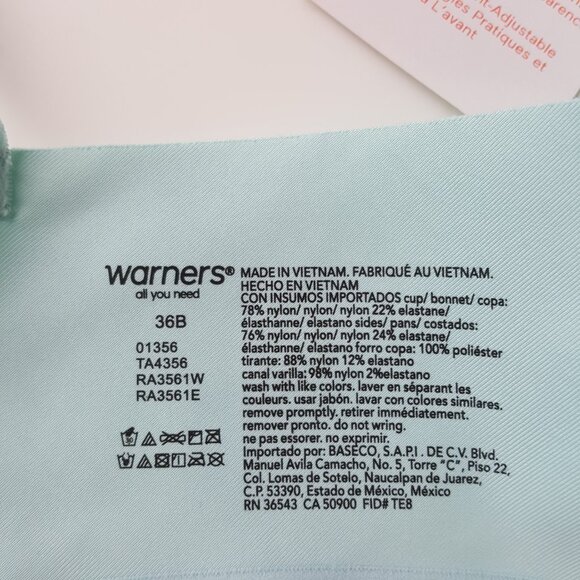 nt-Adjustable
les Pratiques et
L'avant
warners®
all you need
36B
01356
TA4356
RA3561W
RA3561E
MADE IN VIETNAM. FABRIQUÉ AU VIETNAM.
HECHO EN VIETNAM
CON INSUMOS IMPORTADOS cup/ bonnet/ copa:
78% nylon/ nylon/ nylon 22% elastane/
élasthanne/ elastano sides/ pans/ costados:
76% nylon/ nylon/ nylon 24% elastane/
élasthanne/ elastano forro copa: 100% poliéster
tirante: 88% nylon 12% elastano
canal varilla: 98% nylon 2%elastano
wash with like colors. laver en séparant les
couleurs. usar jabón. lavar con colores similares.
remove promptly. retirer immédiatement.
remover pronto. do not wring.
ne pas essorer. no exprimir.
Importado por: BASECO, S.A.P.I. DE C.V. Blvd.
Manuel Avila Camacho, No. 5, Torre "C", Piso 22,
Col. Lomas de Sotelo, Naucalpan de Juarez,
C.P. 53390, Estado de México, México
RN 36543 CA 50900 FID# TE8